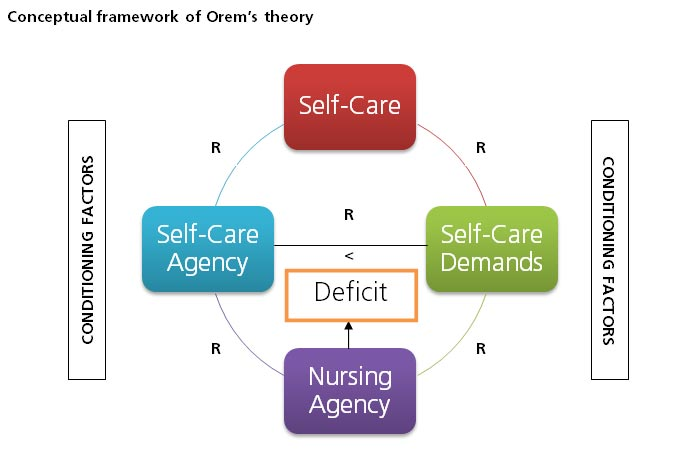 Conceptual framework of Orem's theory
Self-Care
R
R
CONDITIONING FACTORS
CONDITIONING FACTORS
Self-Care
Agency
R
<
Self-Care
Demands
Deficit
R
R
Nursing
Agency